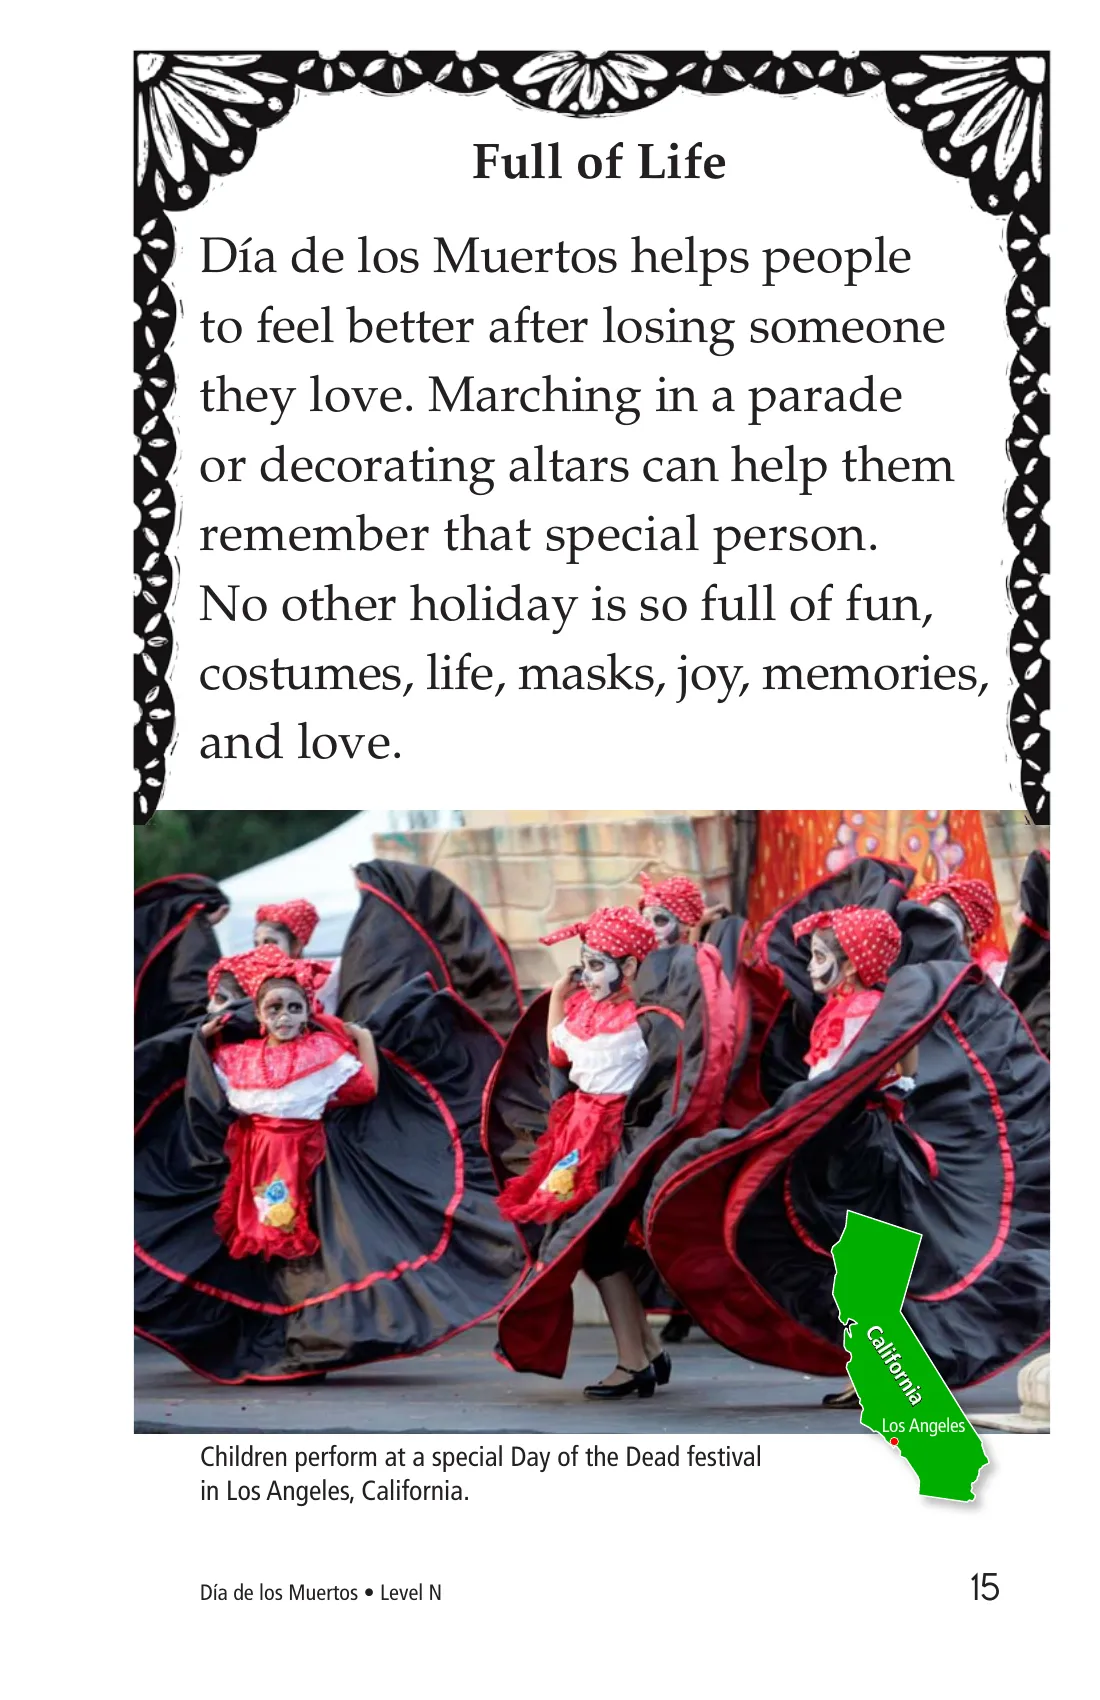 Full of Life
Día de los Muertos helps people
to feel better after losing someone
they love. Marching in a parade
or decorating altars can help them
remember that special person.
No other holiday is so full of fun,
costumes, life, masks, joy, memories,
and love.
California
Los Angeles
Children perform at a special Day of the Dead festival
in Los Angeles, California.
Día de los Muertos • Level N
15